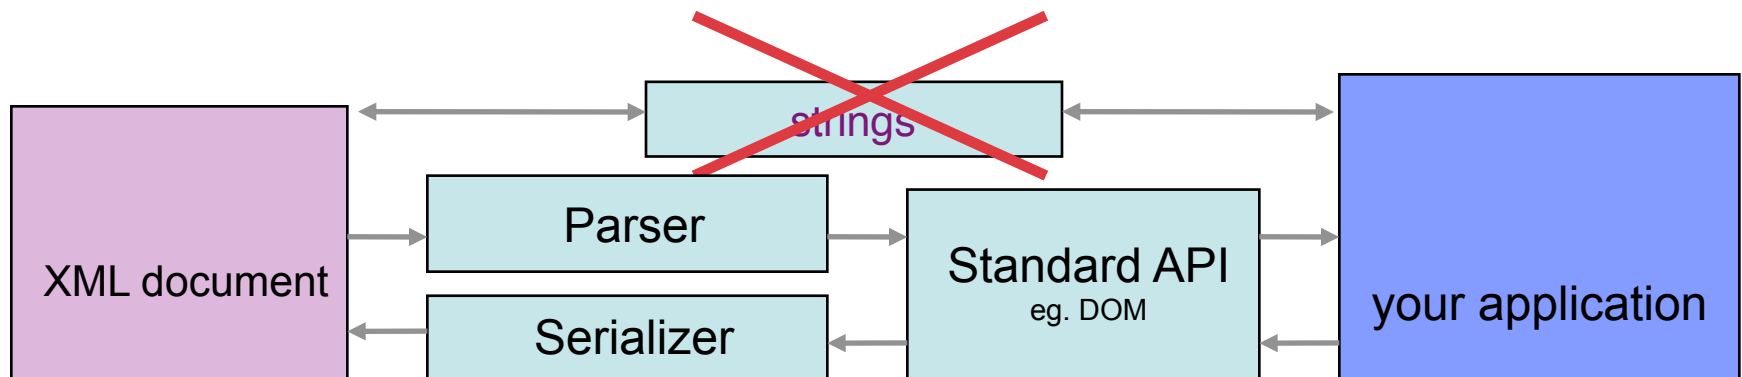 strings
Parser
XML document
Standard API
eg. DOM
Serializer
your application